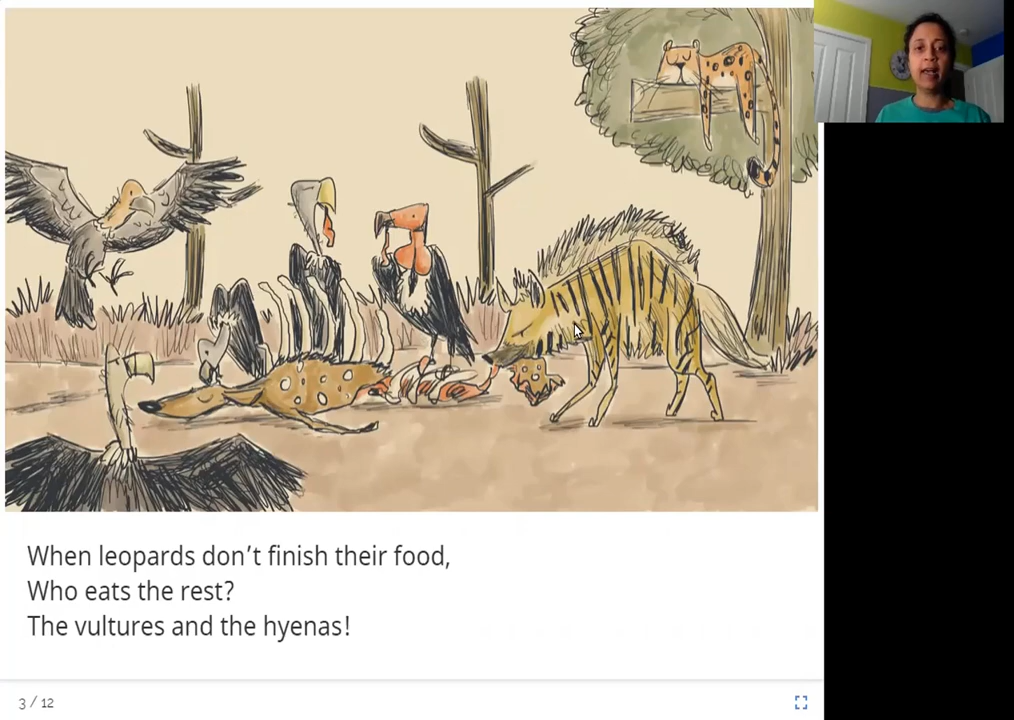 When leopards don’t finish their food,
Who eats the rest?
The vultures and the hyenas!
3 / 12